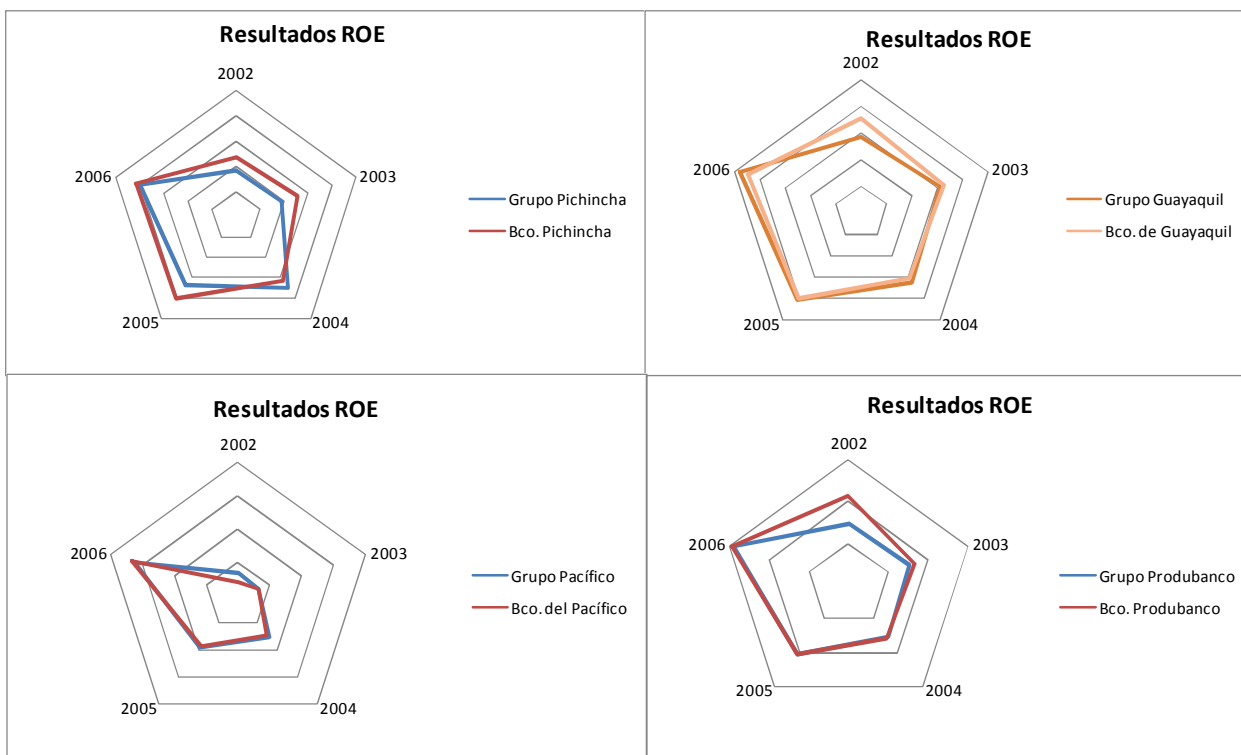 Resultados ROE
2002
2003
2004
2005
2006
Grupo Pichincha
Bco. Pichincha
Resultados ROE
2002
2003
2004
2005
2006
Grupo Guayaquil
Bco. de Guayaquil
Resultados ROE
2002
2003
2004
2005
2006
Grupo Pacífico
Bco. del Pacífico
Resultados ROE
2002
2003
2004
2005
2006
Grupo Produbanco
Bco. Produbanco